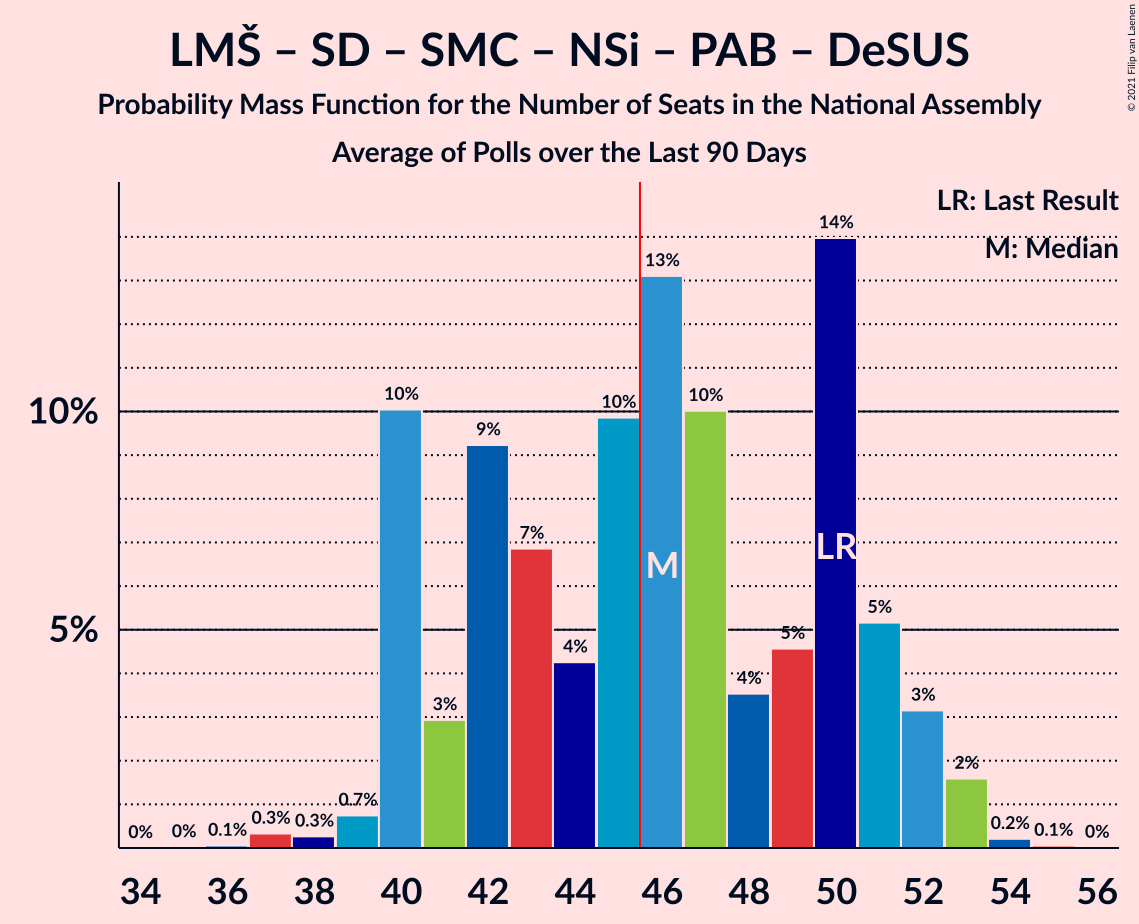 LMŠ – SD – SMC – NSi – PAB – DeSUS
Probability Mass Function for the Number of Seats in the National Assembly
Average of Polls over the Last 90 Days
© 2021 Filip van Laenen
LR: Last Result
M: Median
10%
5%
0%
0%
0.1%
0.3%
0.3%
0.7%
10%
3%
9%
7%
4%
10%
13%
10%
4%
5%
14%
5%
3%
2%
0.2%
0.1%
0%
M
LR
34 36 38 40 42 44 46 48 50 52 54 56